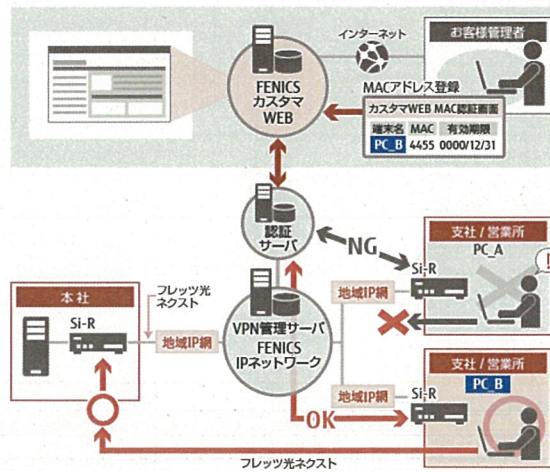 インターネット
お客様管理者
FENICS
カスタマ
WEB
MACアドレス登録
カスタマWEB MAC認証画面
端末名 MAC 有効期限
PC_B 4455 0000/12/31
認証
サーバ
NG
支社/営業所
PC_A
Si-R
!
本社
Si-R
フレッツ光
ネクスト
地域IP網
VPN管理サーバ
FENICS
IPネットワーク
地域IP網
地域IP網
OK
支社/営業所
PC_B
Si-R
フレッツ光ネクスト